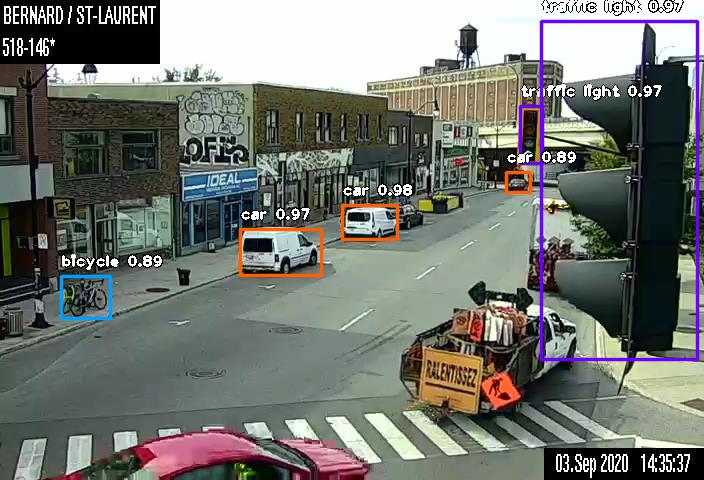 BERNARD / ST-LAURENT
518-146*
traffic light 0.97
traffic light 0.97
car 0.89
IDEAL
car 0.98
car 0.97
bicycle 0.89
RALENTISSEZ
03.Sep 2020 14:35:37